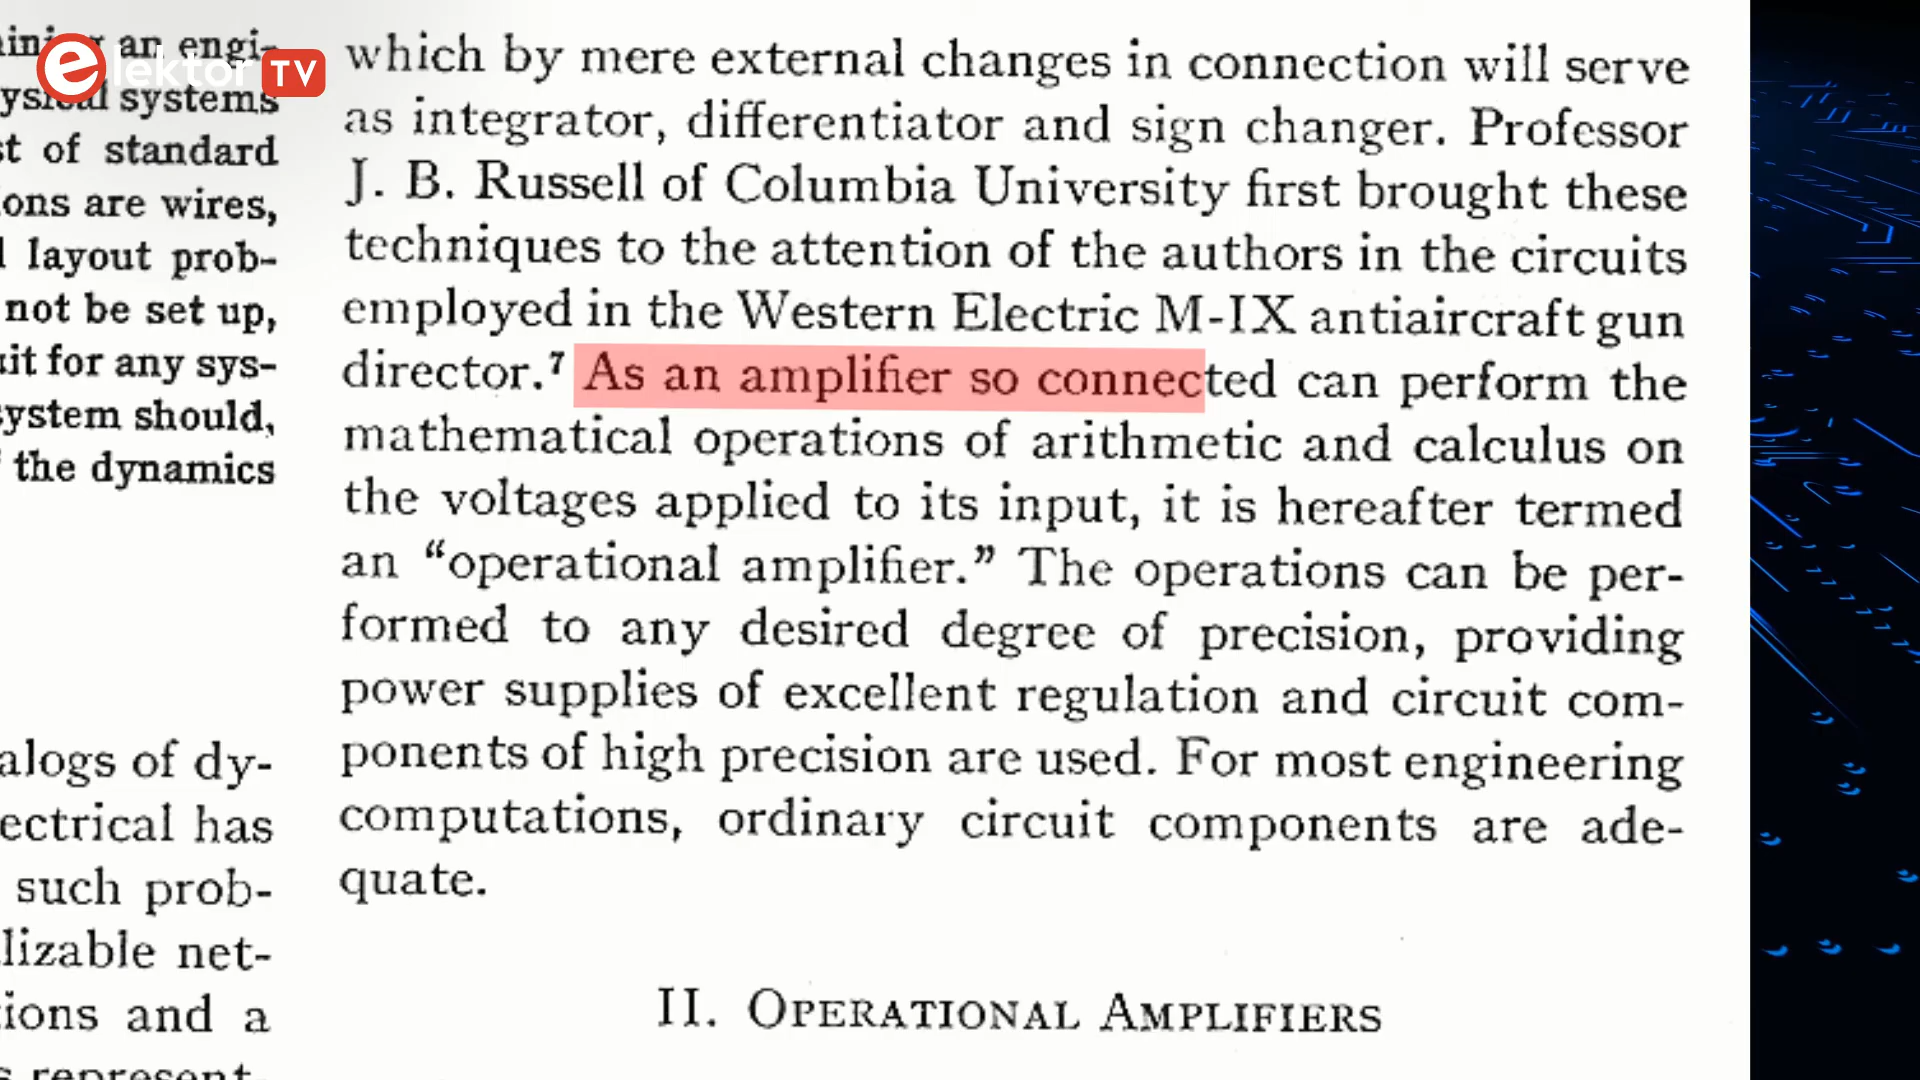 elektor TV
an engi-
systems
of standard
are wires,
layout prob-
not be set up,
for any sys-
system should,
the dynamics
of dy-
has
such prob-
net-
and a
which by mere external changes in connection will serve
as integrator, differentiator and sign changer. Professor
J. B. Russell of Columbia University first brought these
techniques to the attention of the authors in the circuits
employed in the Western Electric M-IX antiaircraft gun
director.⁷ As an amplifier so connected can perform the
mathematical operations of arithmetic and calculus on
the voltages applied to its input, it is hereafter termed
an “operational amplifier.” The operations can be per-
formed to any desired degree of precision, providing
power supplies of excellent regulation and circuit com-
ponents of high precision are used. For most engineering
computations, ordinary circuit components are ade-
quate.
II. OPERATIONAL AMPLIFIERS